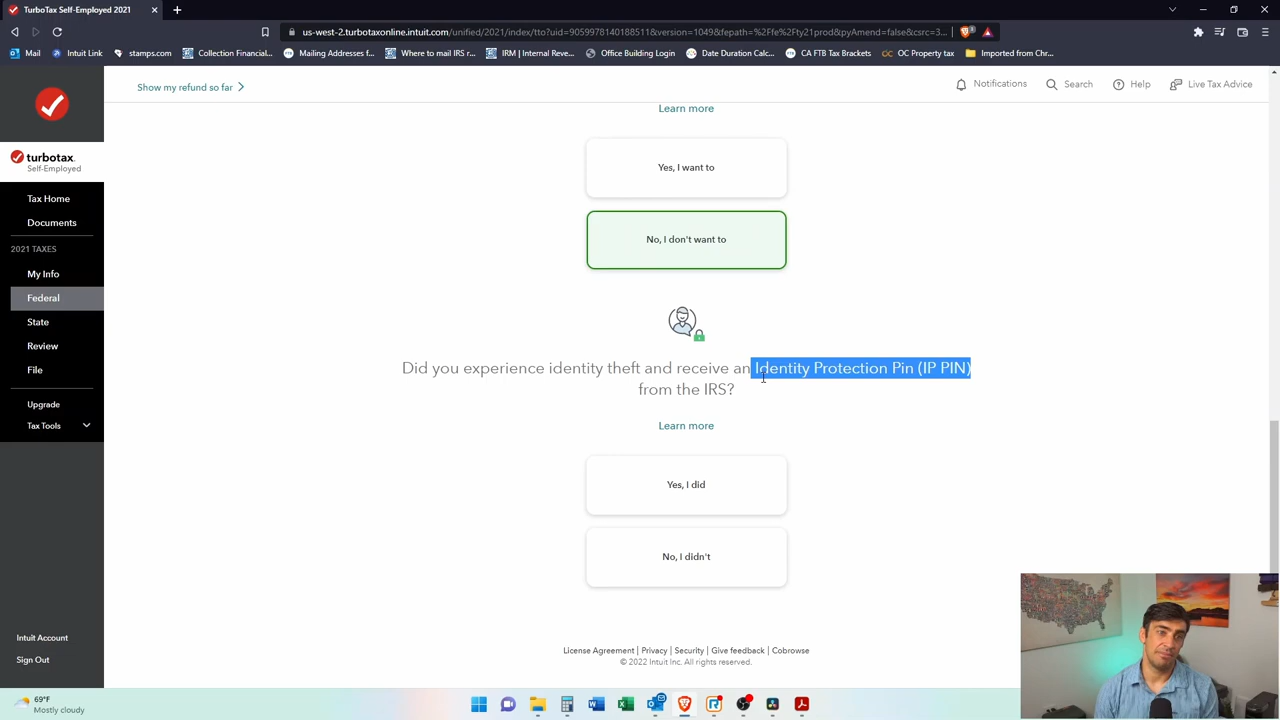 TurboTax Self-Employed 2021
us-west-2.turbotaxonline.intuit.com/unified/2021/index/tto?uid=9059978140188511&version=1049&fepath=%2Ffe%2Fty21prod&pyAmend=false&csrc=3...
Mail
Intuit Link
stamps.com
Collection Financial...
Mailing Addresses f...
Where to mail IRS r...
IRM | Internal Reve...
Office Building Login
Date Duration Calc...
CA FTB Tax Brackets
OC Property tax
Imported from Chr...
Show my refund so far
Notifications
Search
Help
Live Tax Advice
turbotax
Self-Employed
Tax Home
Documents
2021 TAXES
My Info
Federal
State
Review
File
Upgrade
Tax Tools
Intuit Account
Sign Out
Learn more
Yes, I want to
No, I don't want to
Did you experience identity theft and receive an Identity Protection Pin (IP PIN)
from the IRS?
Learn more
Yes, I did
No, I didn't
License Agreement | Privacy | Security | Give feedback | Cobrowse
© 2022 Intuit Inc. All rights reserved.
69°F
Mostly cloudy